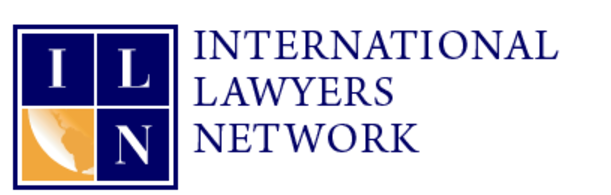 I L
N
INTERNATIONAL
LAWYERS
NETWORK